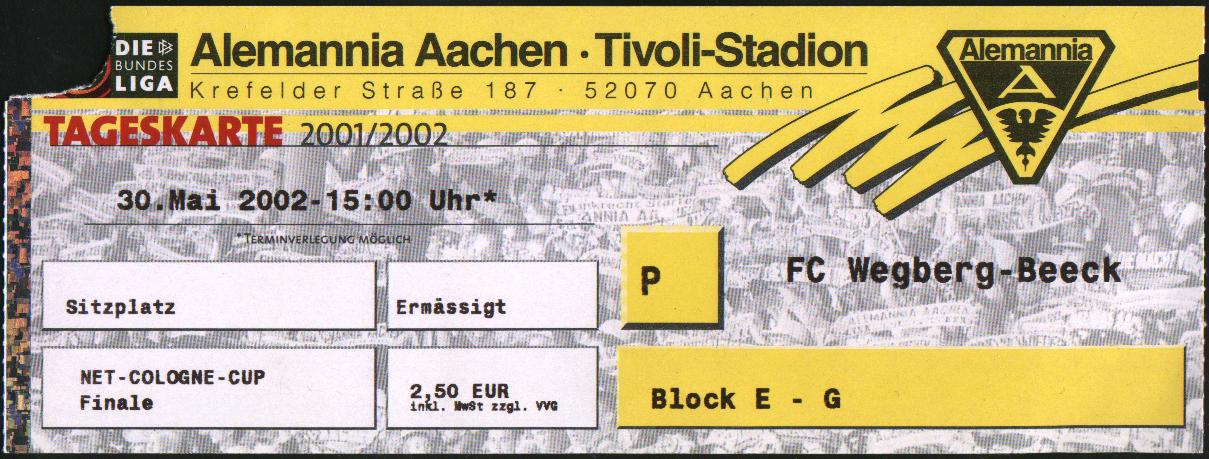 DIE
BUNDES
LIGA
Alemannia Aachen · Tivoli-Stadion
Krefelder Straße 187 · 52070 Aachen
Alemannia
TAGESKARTE 2001/2002
30.Mai 2002-15:00 Uhr*
*TERMINVERLEGUNG MÖGLICH
P
FC Wegberg-Beeck
Sitzplatz
Ermässigt
NET-COLOGNE-CUP
Finale
2,50 EUR
inkl. MwSt zzgl. VVG
Block E - G
ALEMANNIA AACHEN